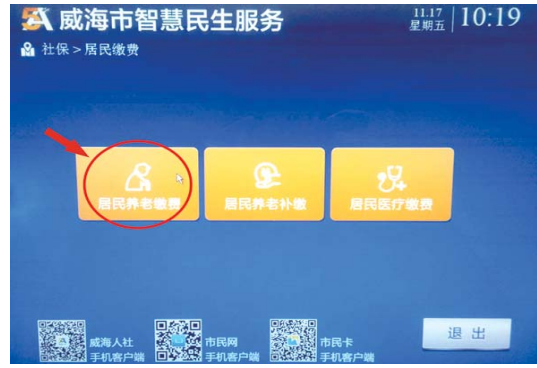 威海市智慧民生服务
11.17
星期五
10:19
社保 > 居民缴费
居民养老缴费
居民养老补缴
居民医疗缴费
威海人社
手机客户端
市民网
手机客户端
市民卡
手机客户端
退 出